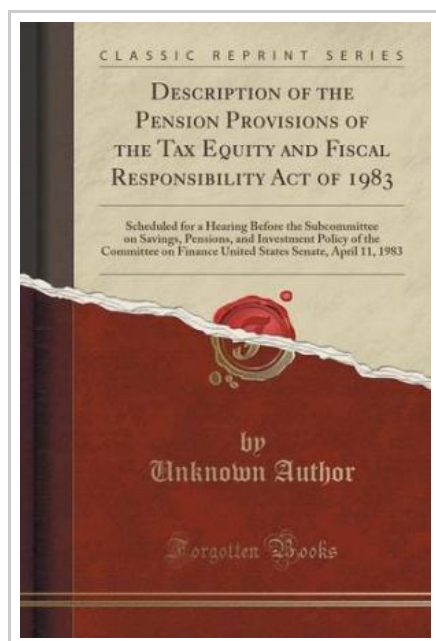 CLASSIC REPRINT SERIES
DESCRIPTION OF THE
PENSION PROVISIONS OF
THE TAX EQUITY AND FISCAL
RESPONSIBILITY ACT OF 1983
Scheduled for a Hearing Before the Subcommittee
on Savings, Pensions, and Investment Policy of the
Committee on Finance United States Senate, April 11, 1983
by
Unknown Author
Forgotten Books